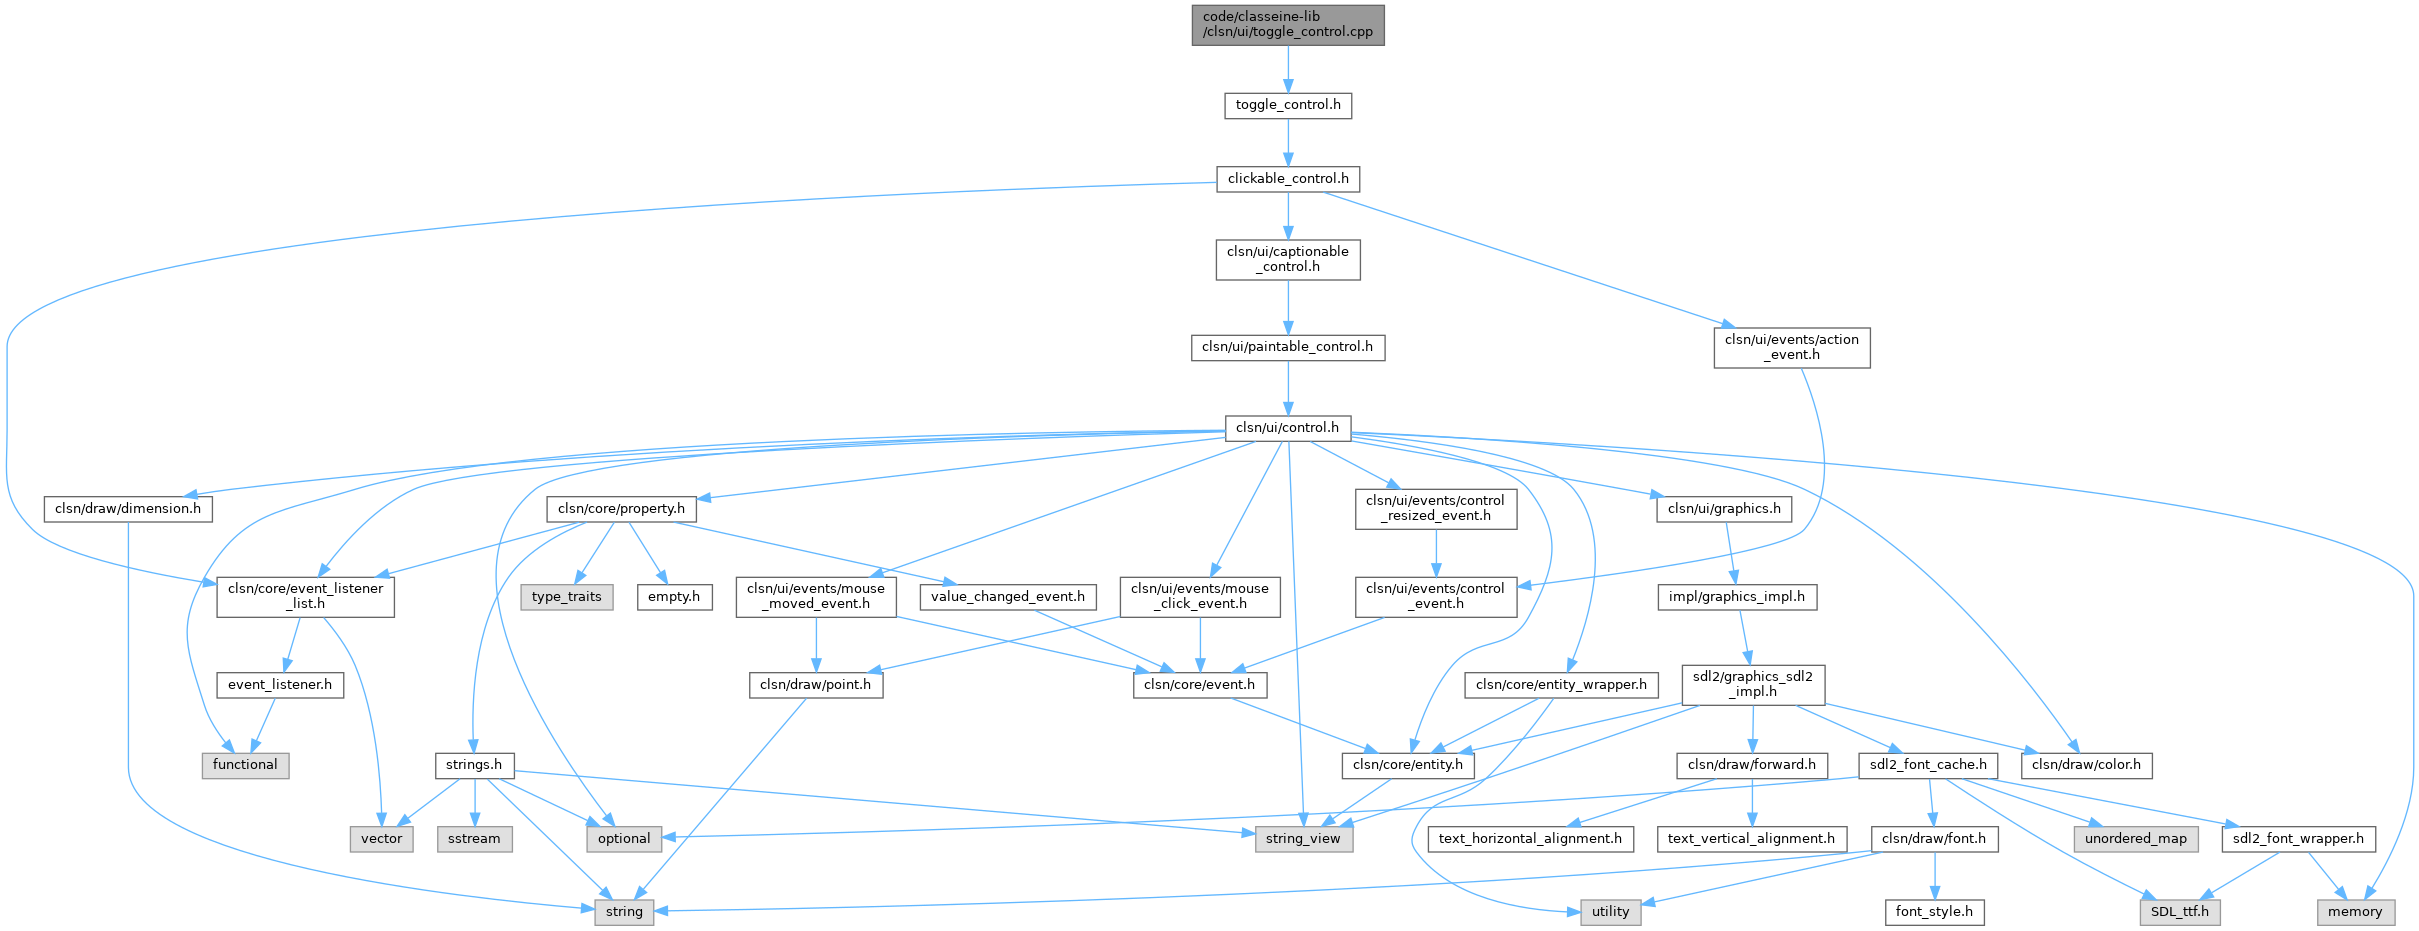 code/classeine-lib
/clsn/ui/toggle_control.cpp
toggle_control.h
clickable_control.h
clsn/ui/captionable
_control.h
clsn/ui/paintable_control.h
clsn/ui/events/action
_event.h
clsn/ui/control.h
clsn/draw/dimension.h
clsn/core/property.h
clsn/ui/events/control
_resized_event.h
clsn/ui/graphics.h
clsn/core/event_listener
_list.h
type_traits
empty.h
clsn/ui/events/mouse
_moved_event.h
value_changed_event.h
clsn/ui/events/mouse
_click_event.h
clsn/ui/events/control
_event.h
impl/graphics_impl.h
event_listener.h
clsn/draw/point.h
clsn/core/event.h
clsn/core/entity_wrapper.h
sdl2/graphics_sdl2
_impl.h
functional
strings.h
clsn/core/entity.h
clsn/draw/forward.h
sdl2_font_cache.h
clsn/draw/color.h
vector
sstream
optional
string_view
text_horizontal_alignment.h
text_vertical_alignment.h
clsn/draw/font.h
unordered_map
sdl2_font_wrapper.h
string
utility
font_style.h
SDL_ttf.h
memory